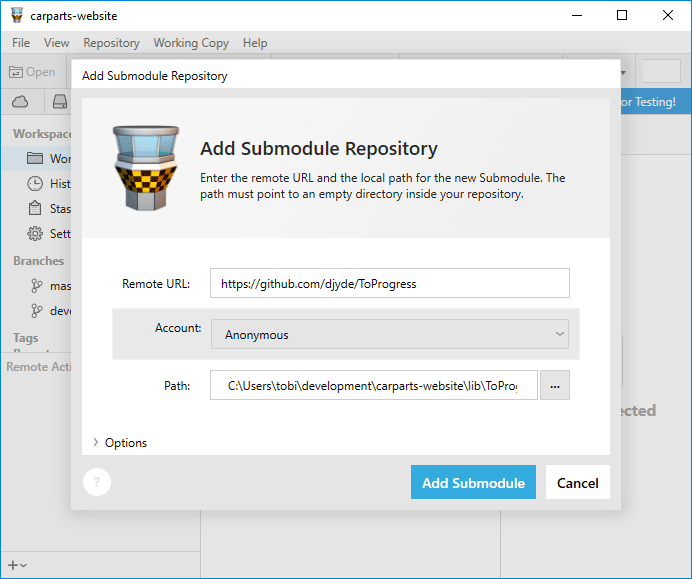 carparts-website
File View Repository Working Copy Help
Open
Add Submodule Repository
or Testing!
Workspace
Add Submodule Repository
Enter the remote URL and the local path for the new Submodule. The
path must point to an empty directory inside your repository.
Wor
Hist
Stas
Sett
Branches
mas
deve
Tags
Remote Acti
Remote URL: https://github.com/djyde/ToProgress
Account: Anonymous
Path: C:\Users\tobi\development\carparts-website\lib\ToProg ...
ected
Options
? Add Submodule Cancel